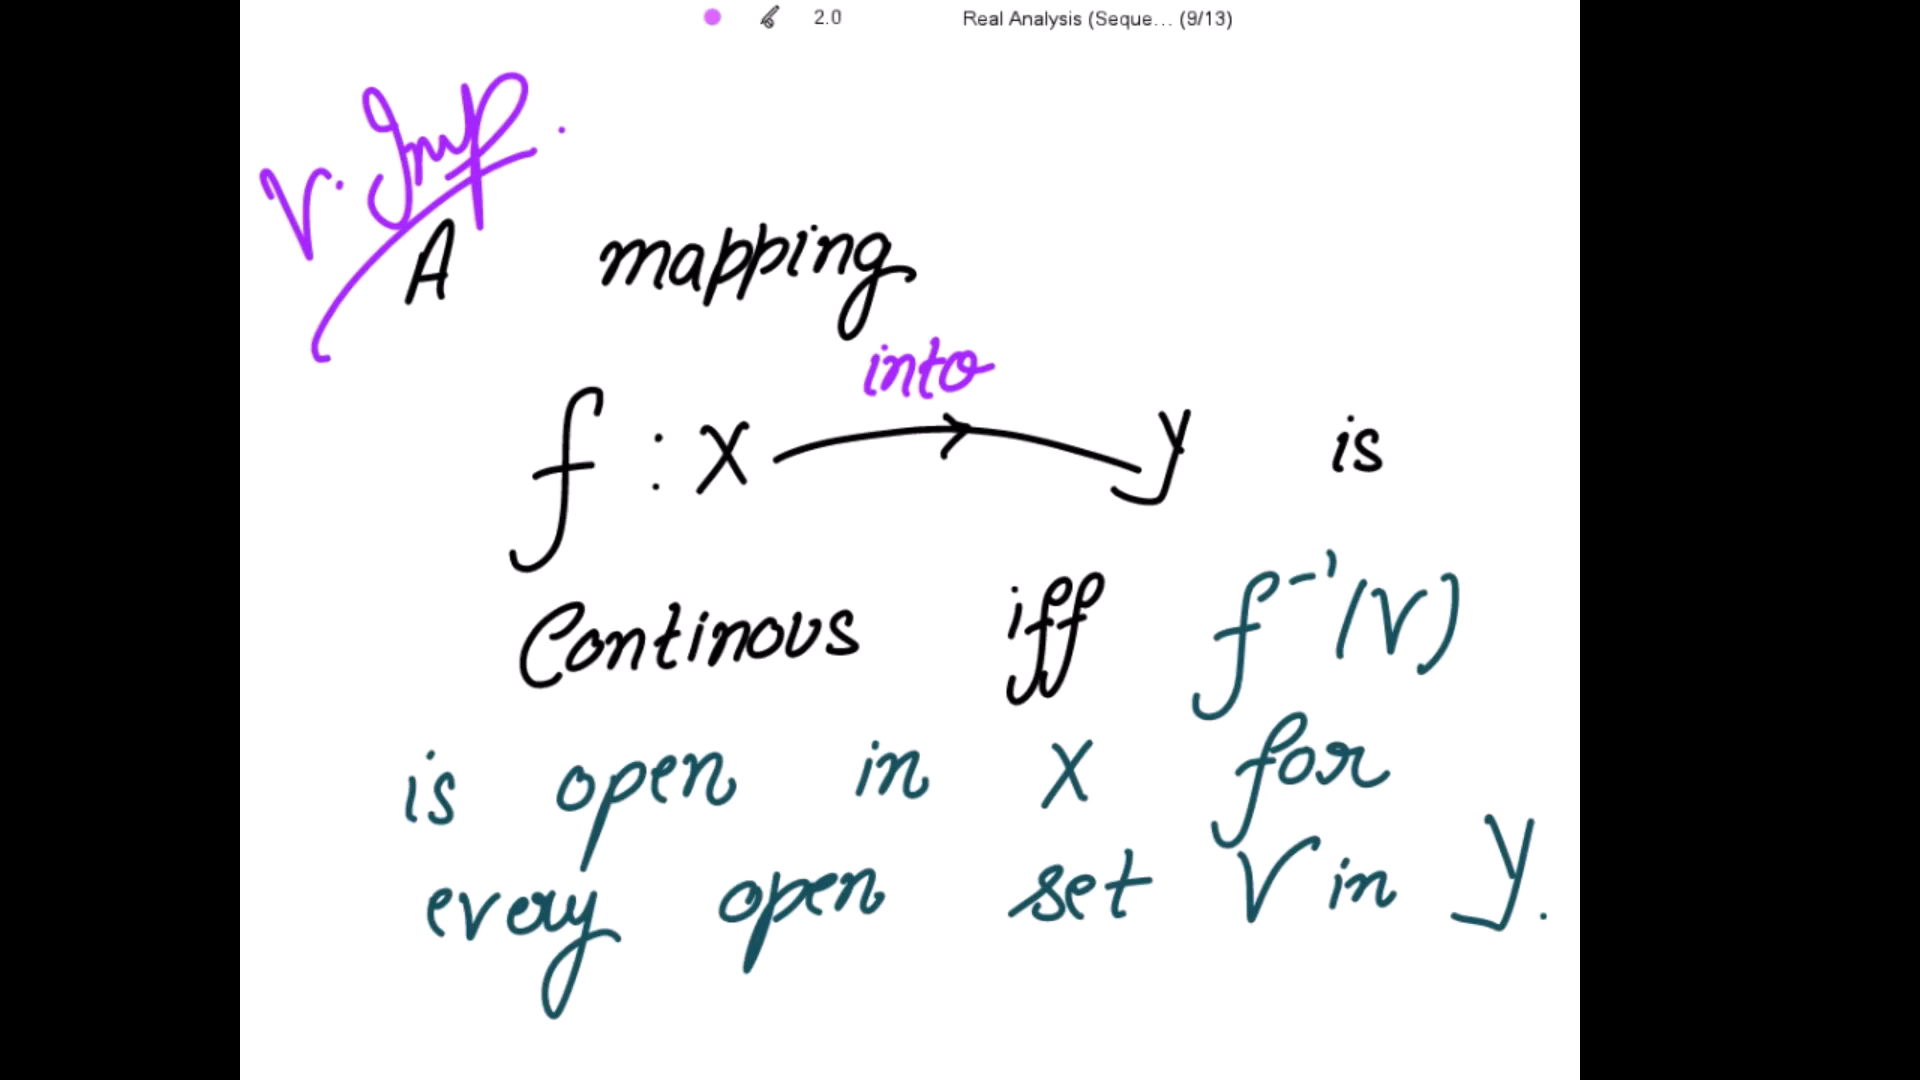 2.0 Real Analysis (Seque... (9/13)
V. Imp.
A mapping
into
f : X → Y is
Continous iff f⁻¹(V)
is open in X for
every open set V in Y.